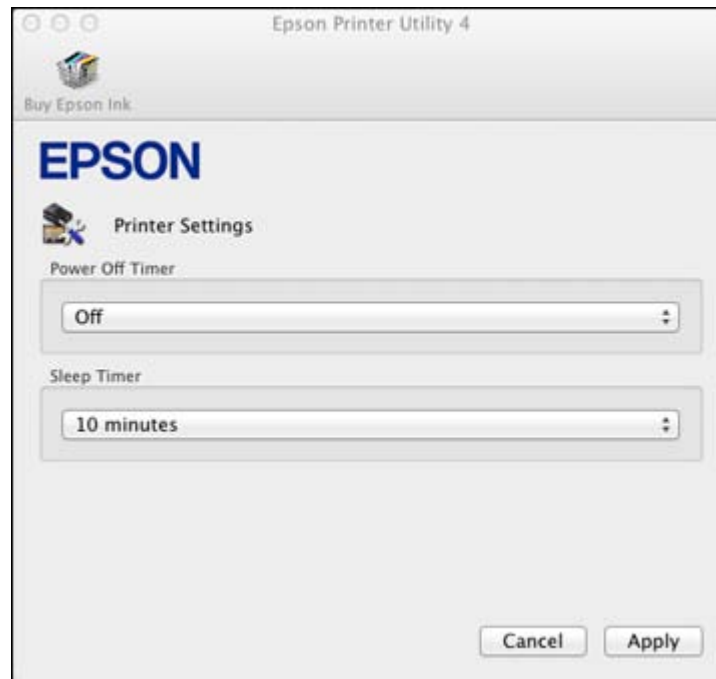 Epson Printer Utility 4
Buy Epson Ink
EPSON
Printer Settings
Power Off Timer
Off
Sleep Timer
10 minutes
Cancel Apply